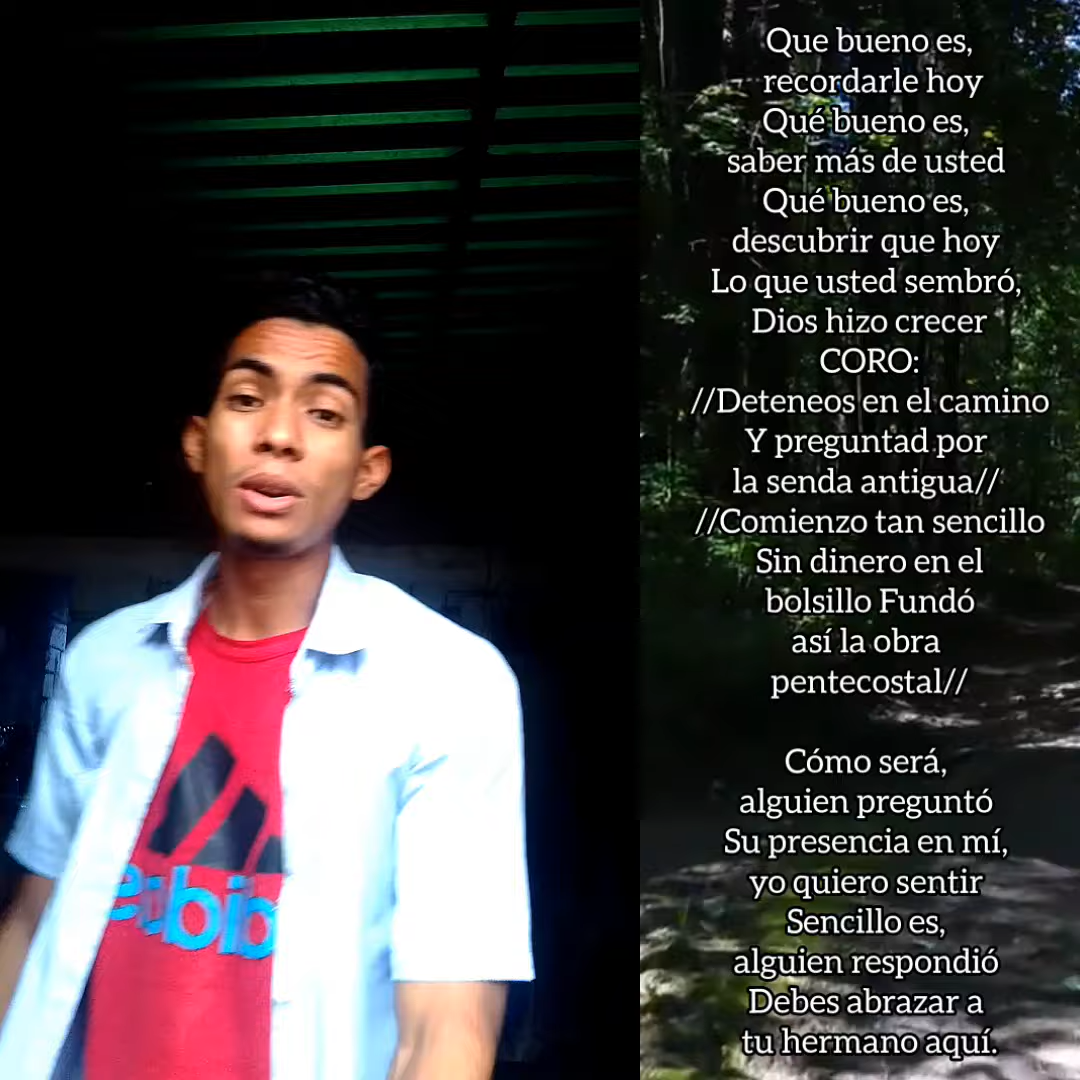 Que bueno es,
recordarle hoy
Qué bueno es,
saber más de usted
Qué bueno es,
descubrir que hoy
Lo que usted sembró,
Dios hizo crecer
CORO:
//Deteneos en el camino
Y preguntad por
la senda antigua//
//Comienzo tan sencillo
Sin dinero en el
bolsillo Fundó
así la obra
pentecostal//
Cómo será,
alguien preguntó
Su presencia en mí,
yo quiero sentir
Sencillo es,
alguien respondió
Debes abrazar a
tu hermano aquí.